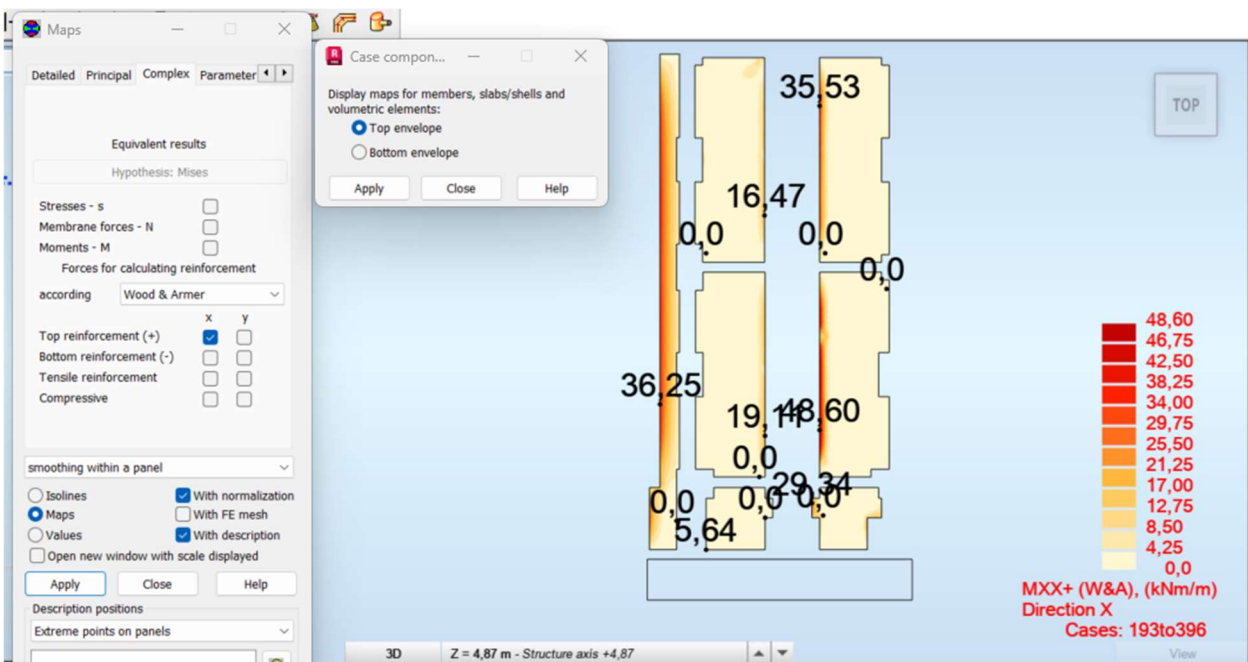 Maps
Detailed
Principal
Complex
Parameter
Equivalent results
Hypothesis: Mises
Stresses - s
Membrane forces - N
Moments - M
Forces for calculating reinforcement
according
Wood & Armer
x y
Top reinforcement (+)
Bottom reinforcement (-)
Tensile reinforcement
Compressive
smoothing within a panel
Isolines
With normalization
Maps
With FE mesh
Values
With description
Open new window with scale displayed
Apply
Close
Help
Description positions
Extreme points on panels
R
Case compon...
Display maps for members, slabs/shells and
volumetric elements:
Top envelope
Bottom envelope
Apply
Close
Help
35,53
16,47
0,0
0,0
0,0
36,25
19,11
48,60
0,0
29,34
0,0
0,0
0,0
5,64
TOP
48,60
46,75
42,50
38,25
34,00
29,75
25,50
21,25
17,00
12,75
8,50
4,25
0,0
MXX+ (W&A), (kNm/m)
Direction X
Cases: 193to396
3D
Z = 4,87 m - Structure axis +4,87
View